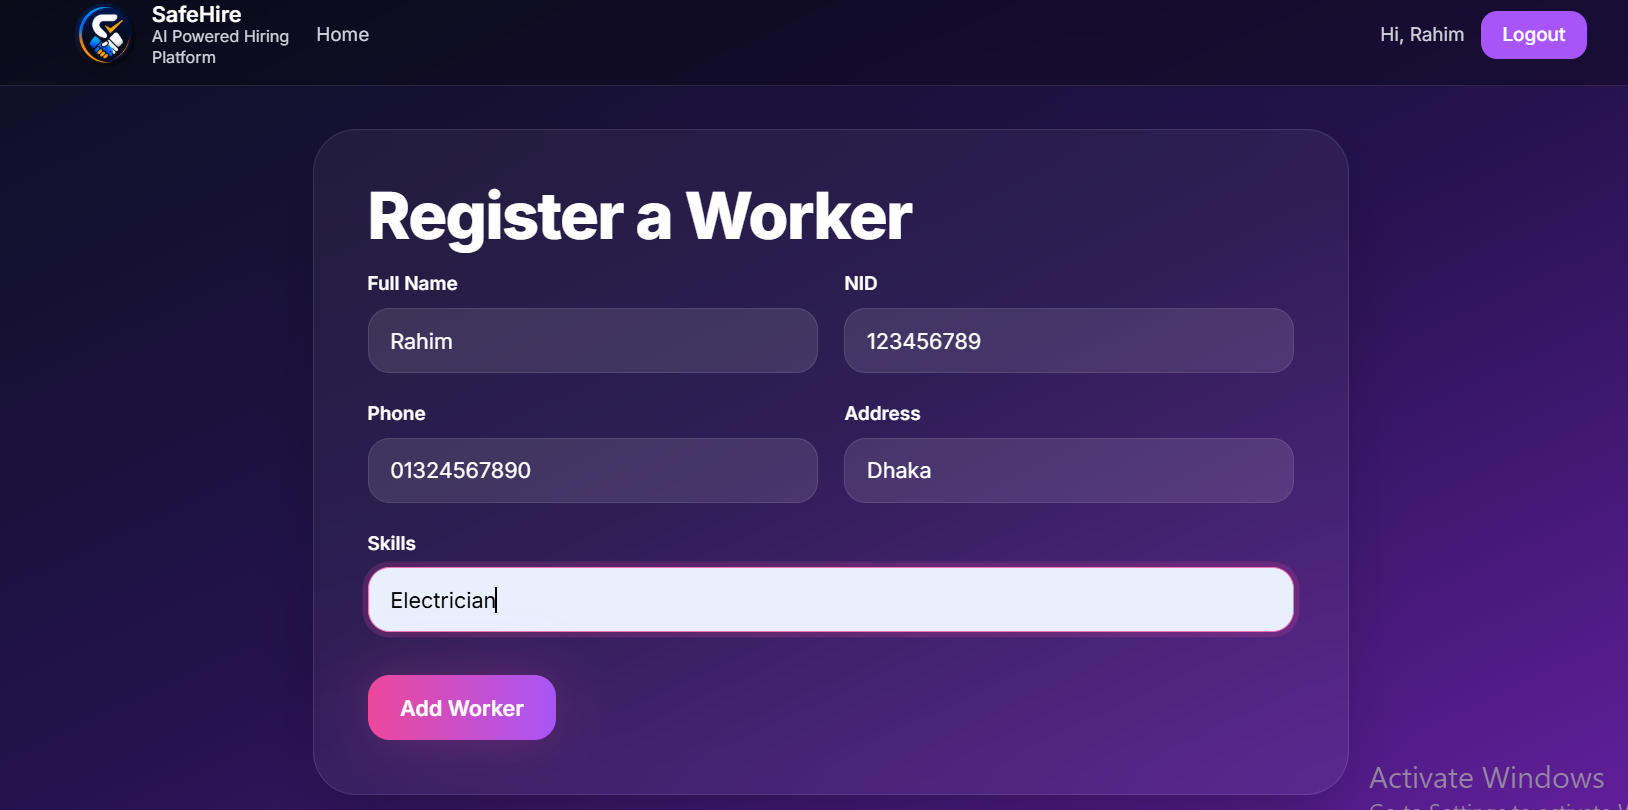 SafeHire
AI Powered Hiring
Platform
Home
Hi, Rahim
Logout
Register a Worker
Full Name
NID
Rahim
123456789
Phone
Address
01324567890
Dhaka
Skills
Electrician
Add Worker
Activate Windows